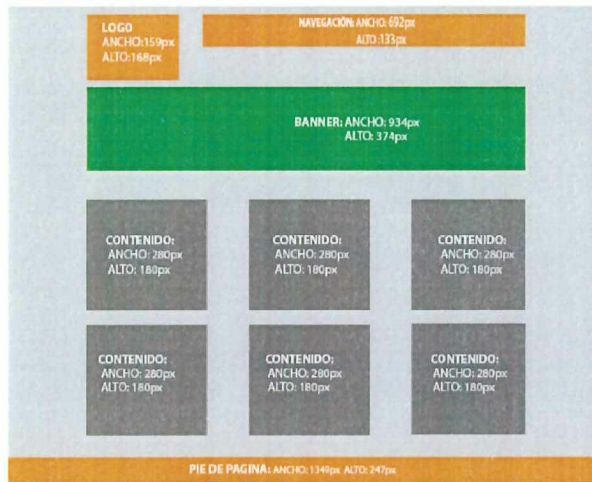 LOGO
ANCHO:159px
ALTO:168px
NAVEGACIÓN: ANCHO: 692px
ALTO :133px
BANNER: ANCHO: 934px
ALTO: 374px
CONTENIDO:
ANCHO: 280px
ALTO: 180px
CONTENIDO:
ANCHO: 280px
ALTO: 180px
CONTENIDO:
ANCHO: 280px
ALTO: 180px
CONTENIDO:
ANCHO: 280px
ALTO: 180px
CONTENIDO:
ANCHO: 280px
ALTO: 180px
CONTENIDO:
ANCHO: 280px
ALTO: 180px
PIE DE PAGINA: ANCHO: 1349px ALTO: 247px